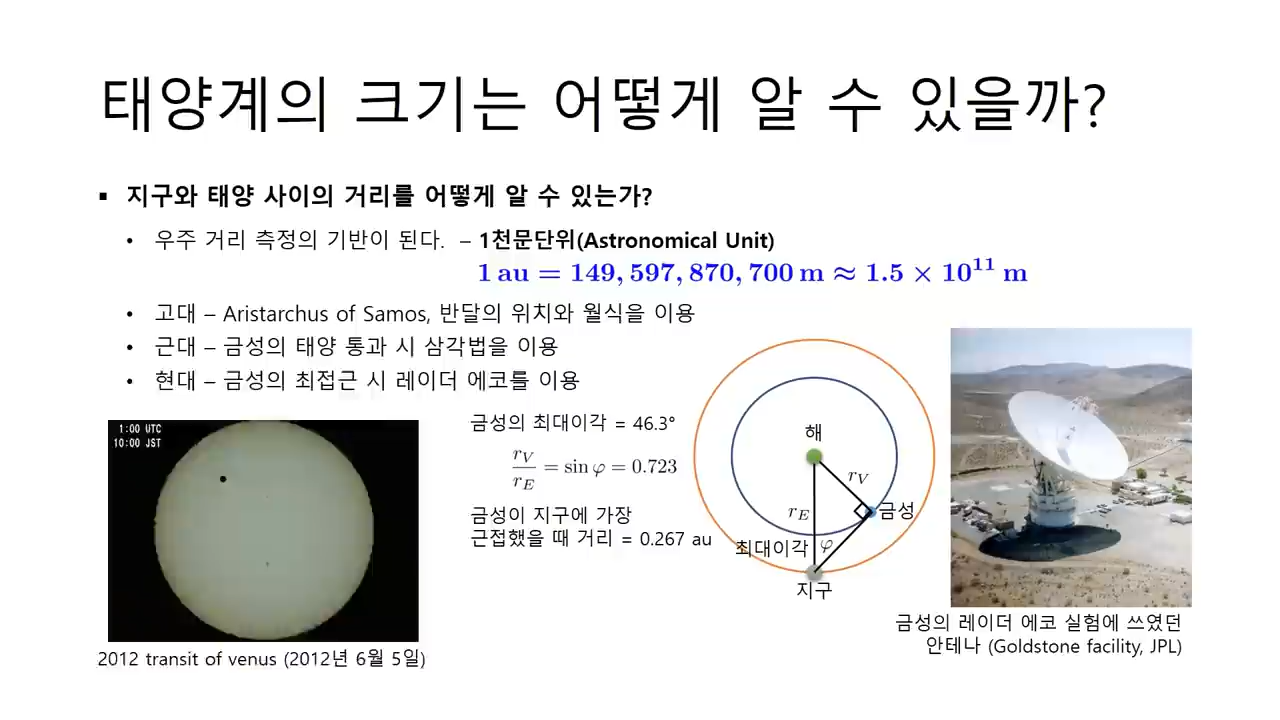 태양계의 크기는 어떻게 알 수 있을까?
▪ 지구와 태양 사이의 거리를 어떻게 알 수 있는가?
• 우주 거리 측정의 기반이 된다. – 1천문단위(Astronomical Unit)
1 au = 149, 597, 870, 700 m ≈ 1.5 × 10¹¹ m
• 고대 – Aristarchus of Samos, 반달의 위치와 월식을 이용
• 근대 – 금성의 태양 통과 시 삼각법을 이용
• 현대 – 금성의 최접근 시 레이더 에코를 이용
1:00 UTC
10:00 JST
2012 transit of venus (2012년 6월 5일)
금성의 최대이각 = 46.3°
r_V / r_E = sin φ = 0.723
금성이 지구에 가장
근접했을 때 거리 = 0.267 au
해
r_V
r_E
금성
최대이각
φ
지구
금성의 레이더 에코 실험에 쓰였던
안테나 (Goldstone facility, JPL)